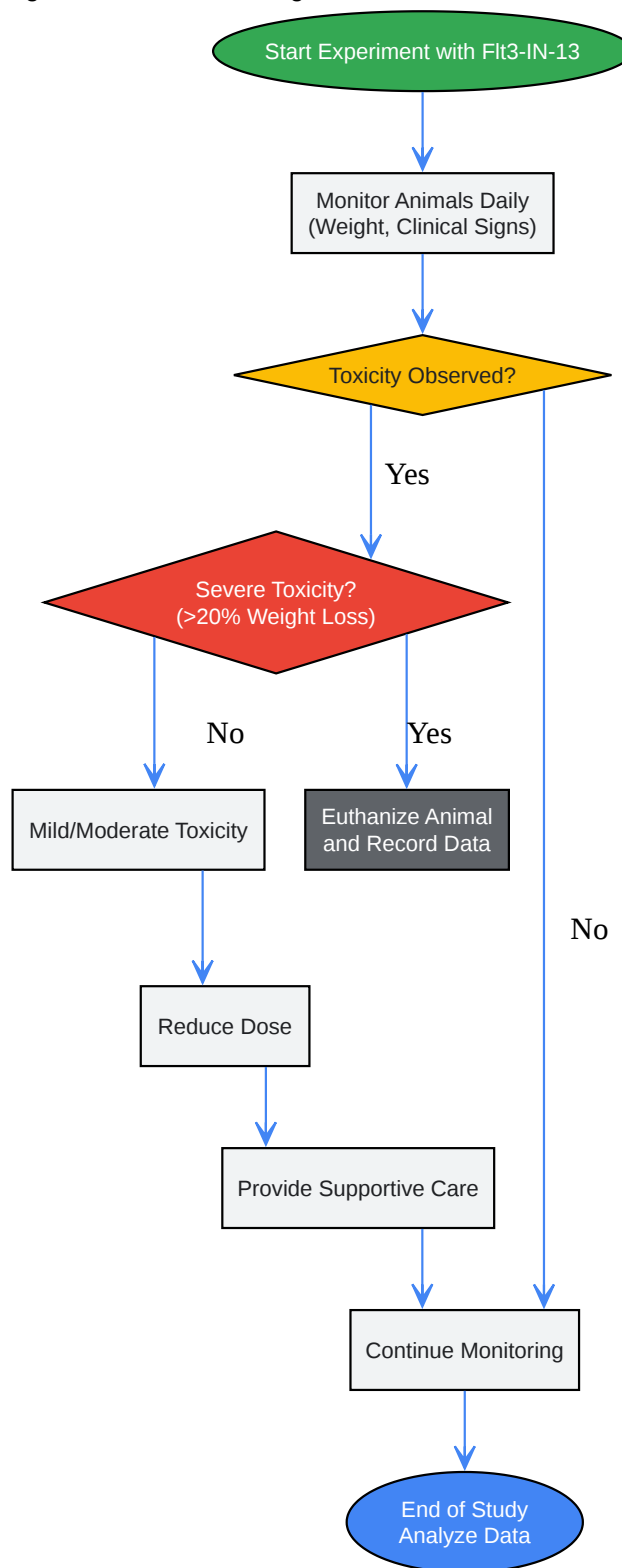 Start Experiment with Flt3-IN-13
Monitor Animals Daily
(Weight, Clinical Signs)
Toxicity Observed?
Yes
Severe Toxicity?
(>20% Weight Loss)
No
Yes
Mild/Moderate Toxicity
Euthanize Animal
and Record Data
No
Reduce Dose
Provide Supportive Care
Continue Monitoring
End of Study
Analyze Data